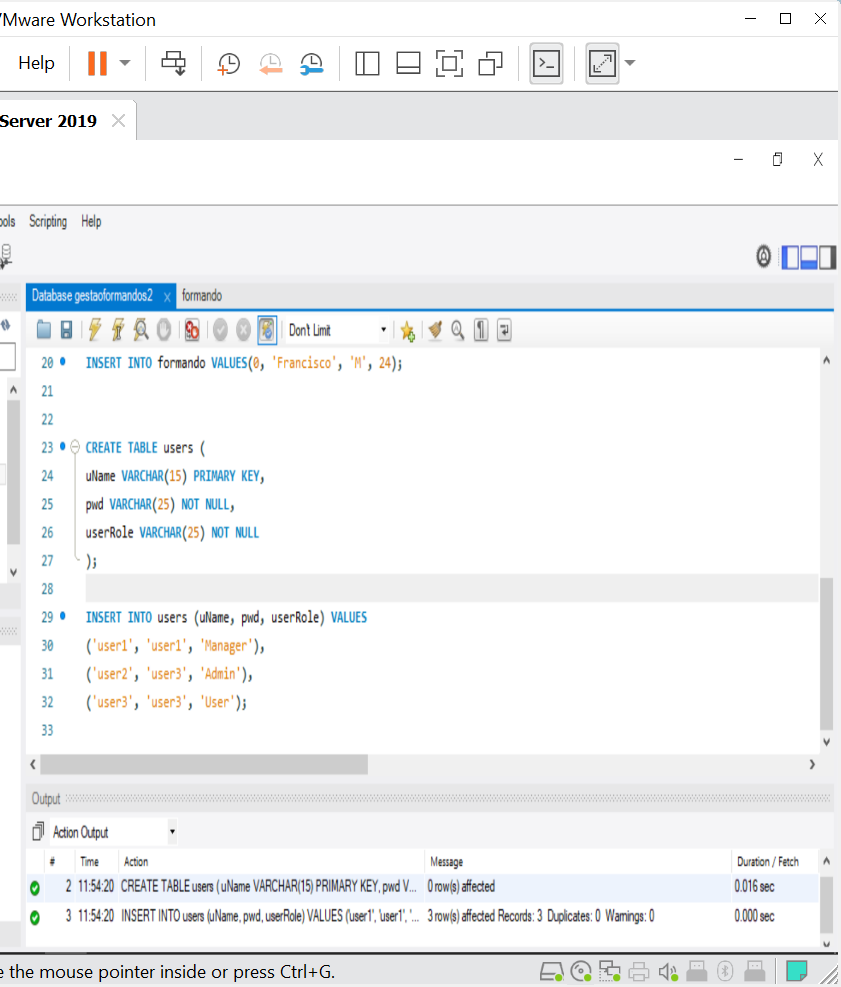 VMware Workstation
Help
Server 2019
Scripting Help
Database gestaoformandos2 formando
Don't Limit
20 INSERT INTO formando VALUES(0, 'Francisco', 'M', 24);
21
22
23 CREATE TABLE users (
24 uName VARCHAR(15) PRIMARY KEY,
25 pwd VARCHAR(25) NOT NULL,
26 userRole VARCHAR(25) NOT NULL
27 );
28
29 INSERT INTO users (uName, pwd, userRole) VALUES
30 ('user1', 'user1', 'Manager'),
31 ('user2', 'user3', 'Admin'),
32 ('user3', 'user3', 'User');
33
Output
Action Output
# Time Action Message Duration / Fetch
2 11:54:20 CREATE TABLE users ( uName VARCHAR(15) PRIMARY KEY, pwd V... 0 row(s) affected 0.016 sec
3 11:54:20 INSERT INTO users (uName, pwd, userRole) VALUES ('user1', 'user1', '... 3 row(s) affected Records: 3 Duplicates: 0 Warnings: 0 0.000 sec
the mouse pointer inside or press Ctrl+G.